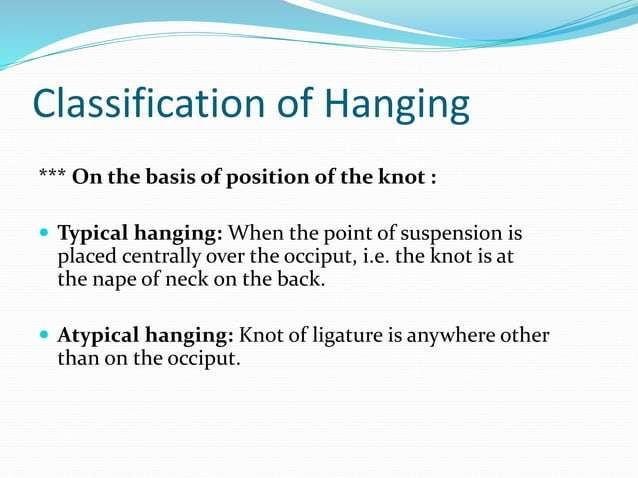 Classification of Hanging
*** On the basis of position of the knot :
Typical hanging: When the point of suspension is
placed centrally over the occiput, i.e. the knot is at
the nape of neck on the back.
Atypical hanging: Knot of ligature is anywhere other
than on the occiput.